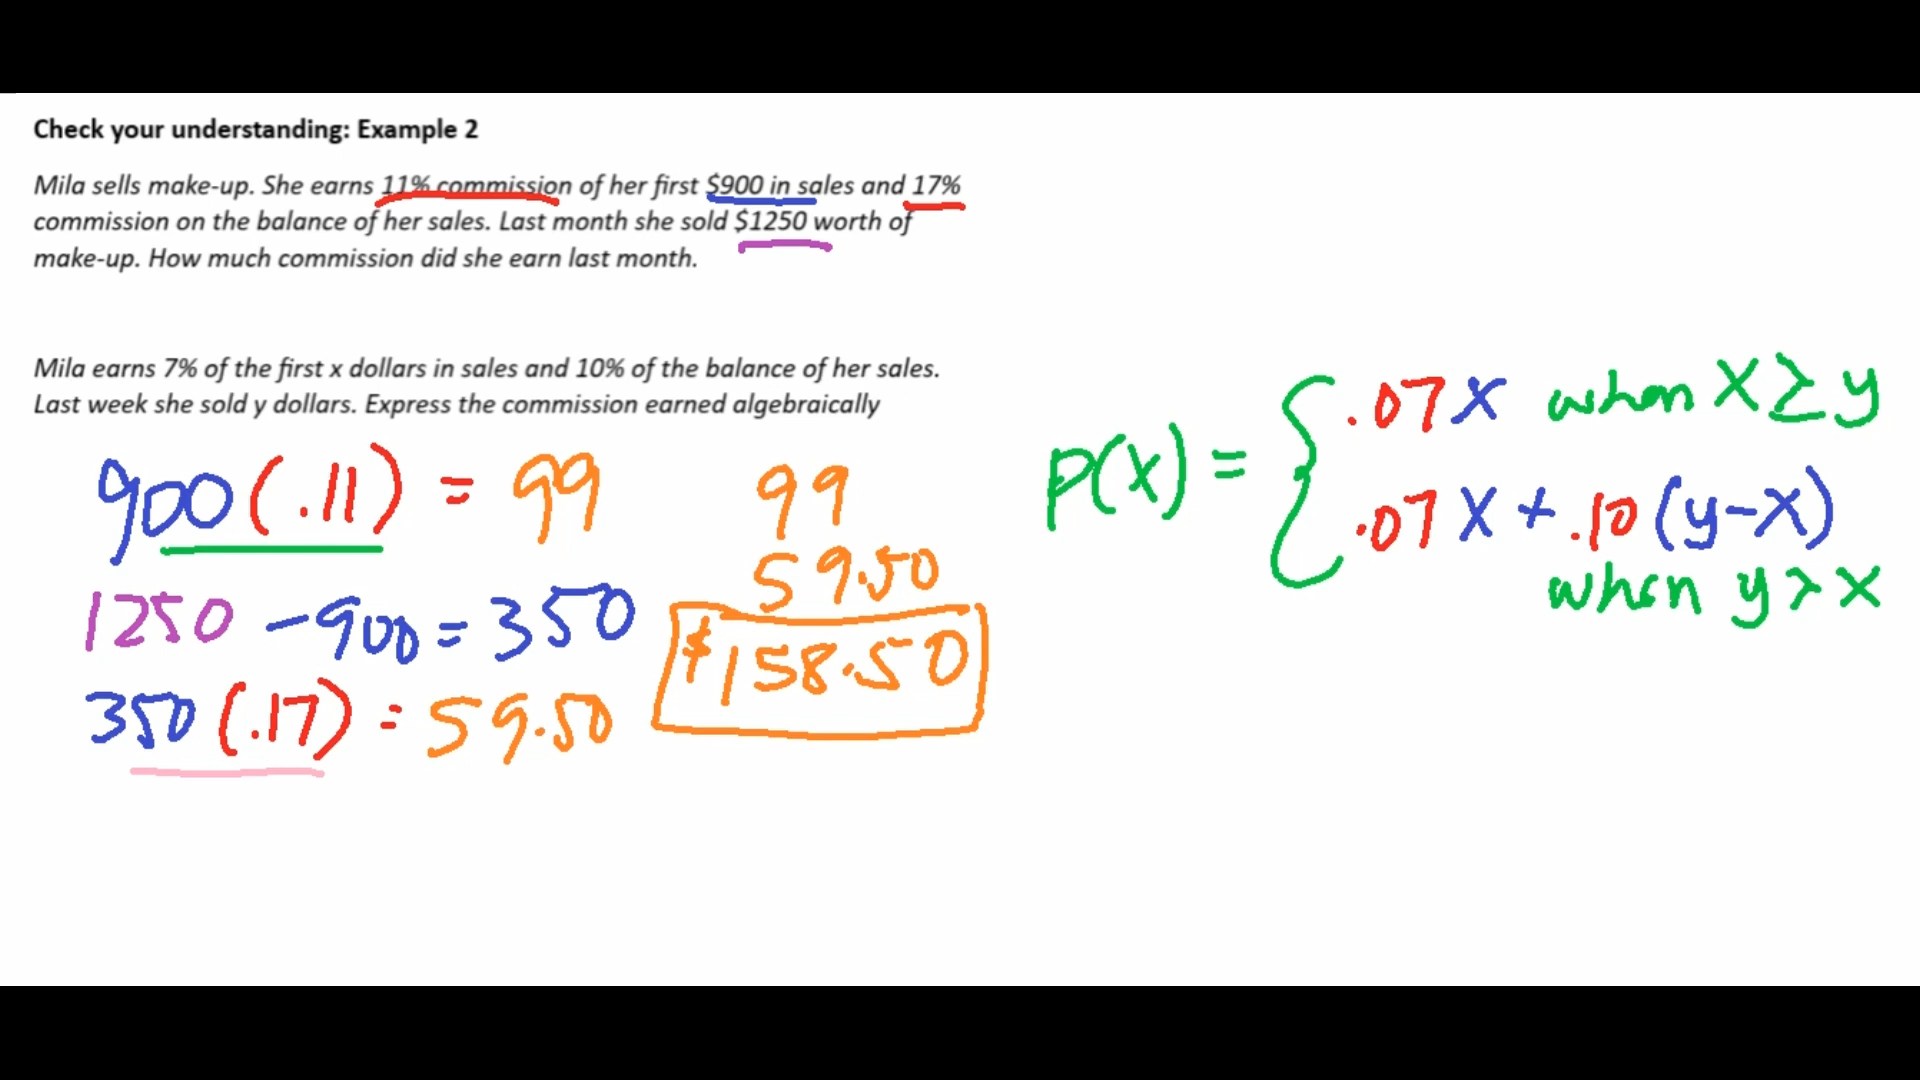 Check your understanding: Example 2
Mila sells make-up. She earns 11% commission of her first $900 in sales and 17%
commission on the balance of her sales. Last month she sold $1250 worth of
make-up. How much commission did she earn last month.
Mila earns 7% of the first x dollars in sales and 10% of the balance of her sales.
Last week she sold y dollars. Express the commission earned algebraically
900(.11) = 99
1250 - 900 = 350
350(.17) = 59.50
99
59.50
$158.50
P(x) = {
.07x when x ≥ y
.07x + .10(y-x)
when y > x